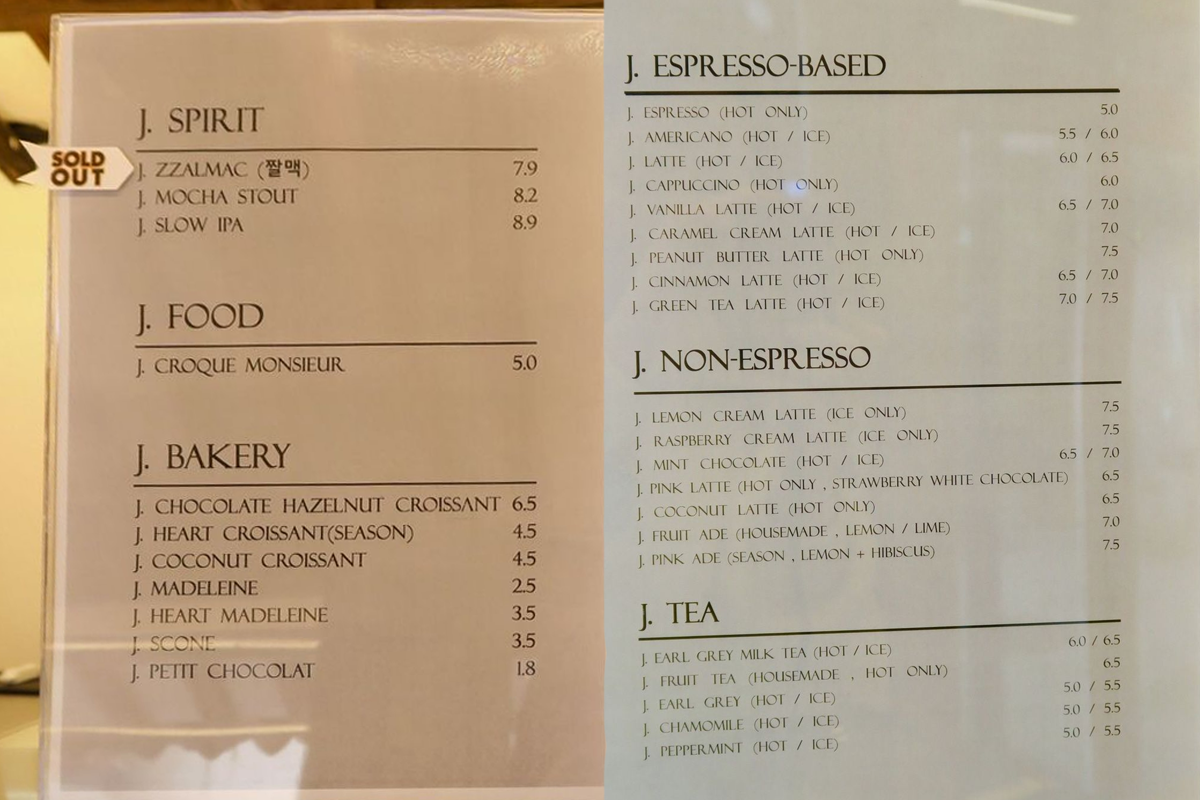 J. SPIRIT
SOLD OUT
J. ZZALMAC (짤맥) 7.9
J. MOCHA STOUT 8.2
J. SLOW IPA 8.9
J. FOOD
J. CROQUE MONSIEUR 5.0
J. BAKERY
J. CHOCOLATE HAZELNUT CROISSANT 6.5
J. HEART CROISSANT(SEASON) 4.5
J. COCONUT CROISSANT 4.5
J. MADELEINE 2.5
J. HEART MADELEINE 3.5
J. SCONE 3.5
J. PETIT CHOCOLAT 1.8
J. ESPRESSO-BASED
J. ESPRESSO (HOT ONLY) 5.0
J. AMERICANO (HOT / ICE) 5.5 / 6.0
J. LATTE (HOT / ICE) 6.0 / 6.5
J. CAPPUCCINO (HOT ONLY) 6.0
J. VANILLA LATTE (HOT / ICE) 6.5 / 7.0
J. CARAMEL CREAM LATTE (HOT / ICE) 7.0
J. PEANUT BUTTER LATTE (HOT ONLY) 7.5
J. CINNAMON LATTE (HOT / ICE) 6.5 / 7.0
J. GREEN TEA LATTE (HOT / ICE) 7.0 / 7.5
J. NON-ESPRESSO
J. LEMON CREAM LATTE (ICE ONLY) 7.5
J. RASPBERRY CREAM LATTE (ICE ONLY) 7.5
J. MINT CHOCOLATE (HOT / ICE) 6.5 / 7.0
J. PINK LATTE (HOT ONLY , STRAWBERRY WHITE CHOCOLATE) 6.5
J. COCONUT LATTE (HOT ONLY) 6.5
J. FRUIT ADE (HOUSEMADE , LEMON / LIME) 7.0
J. PINK ADE (SEASON , LEMON + HIBISCUS) 7.5
J. TEA
J. EARL GREY MILK TEA (HOT / ICE) 6.0 / 6.5
J. FRUIT TEA (HOUSEMADE , HOT ONLY) 6.5
J. EARL GREY (HOT / ICE) 5.0 / 5.5
J. CHAMOMILE (HOT / ICE) 5.0 / 5.5
J. PEPPERMINT (HOT / ICE) 5.0 / 5.5